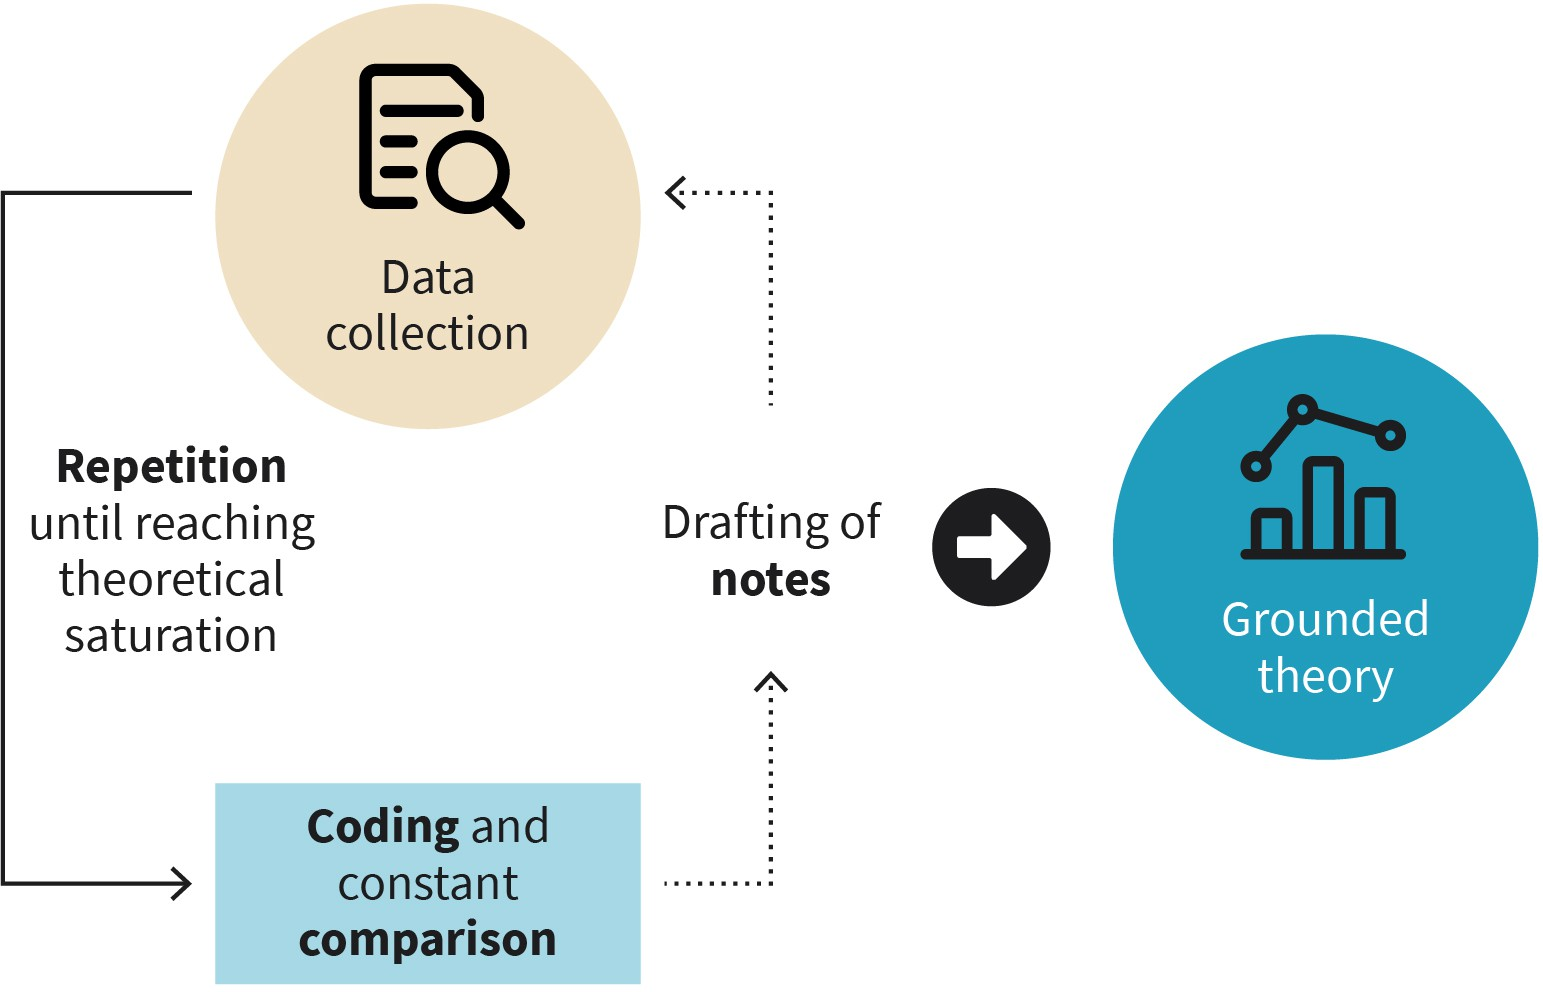 Data
collection
Repetition
until reaching
theoretical
saturation
Drafting of
notes
Grounded
theory
Coding and
constant
comparison